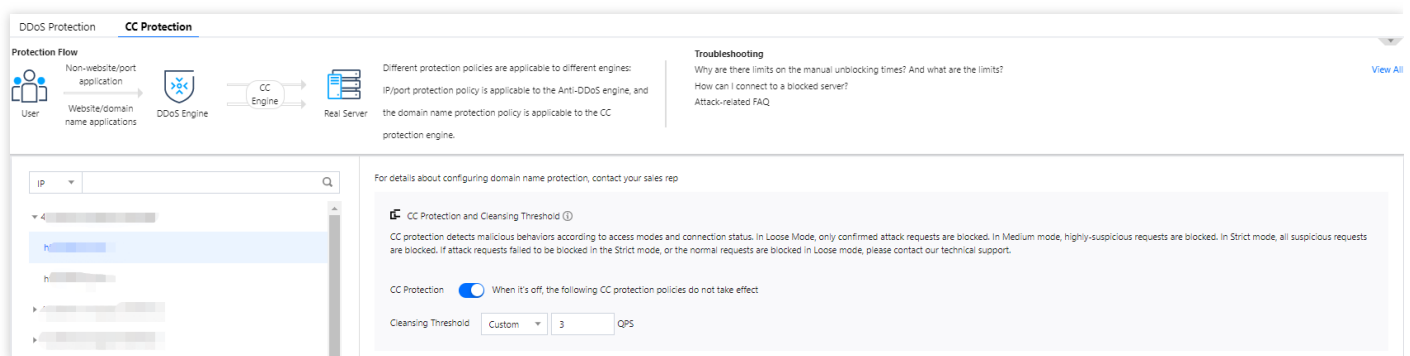 DDoS Protection
CC Protection
Protection Flow
User
Non-website/port
application
Website/domain
name applications
DDoS Engine
CC
Engine
Real Server
Different protection policies are applicable to different engines:
IP/port protection policy is applicable to the Anti-DDoS engine, and
the domain name protection policy is applicable to the CC
protection engine.
Troubleshooting
Why are there limits on the manual unblocking times? And what are the limits?
How can I connect to a blocked server?
Attack-related FAQ
View All
IP
4
h
h
For details about configuring domain name protection, contact your sales rep
CC Protection and Cleansing Threshold
CC protection detects malicious behaviors according to access modes and connection status. In Loose Mode, only confirmed attack requests are blocked. In Medium mode, highly-suspicious requests are blocked. In Strict mode, all suspicious requests
are blocked. If attack requests failed to be blocked in the Strict mode, or the normal requests are blocked in Loose mode, please contact our technical support.
CC Protection When it's off, the following CC protection policies do not take effect
Cleansing Threshold Custom 3 QPS